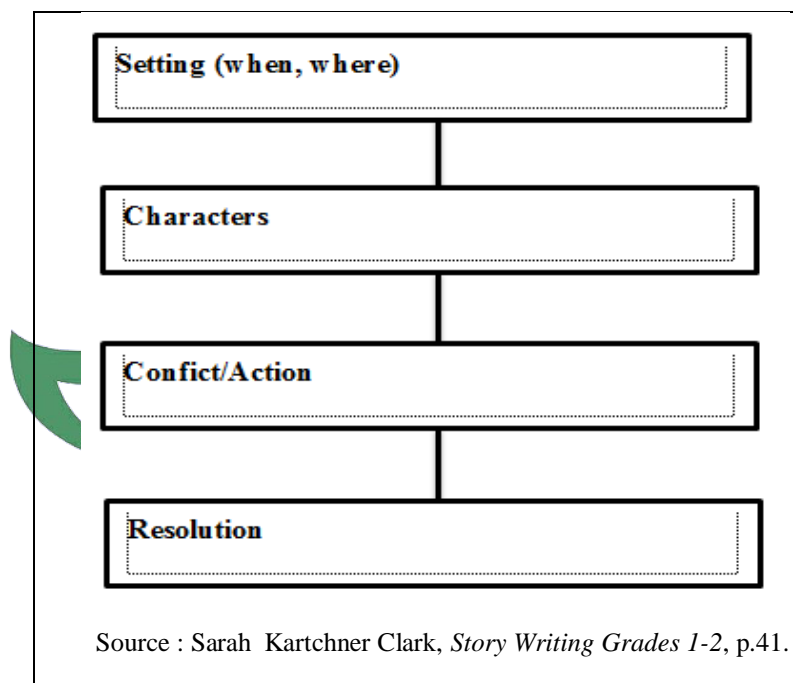 Setting (when, where)
Characters
Confict/Action
Resolution
Source : Sarah Kartchner Clark, Story Writing Grades 1-2, p.41.